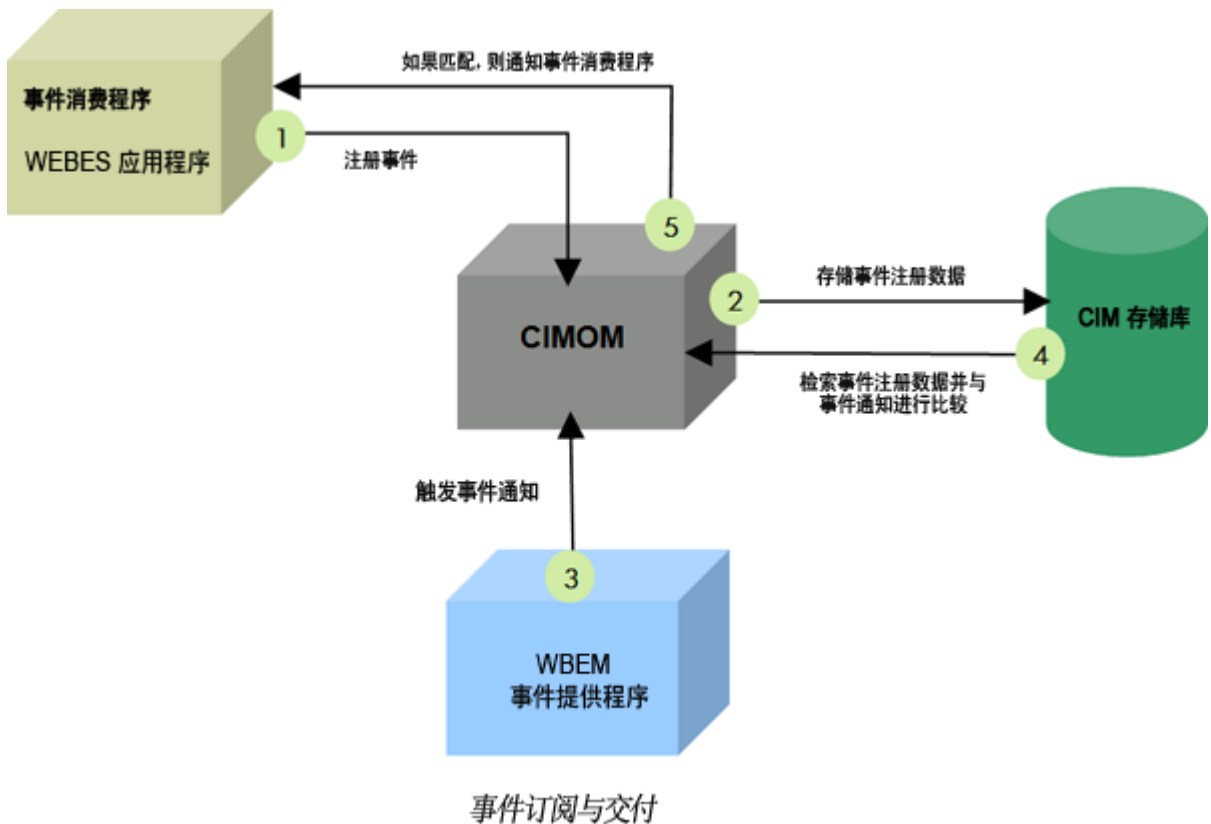 如果匹配，则通知事件消费程序
事件消费程序
WEBES 应用程序
1
注册事件
5
CIMOM
2
存储事件注册数据
CIM 存储库
4
检索事件注册数据并与
事件通知进行比较
触发事件通知
3
WBEM
事件提供程序
事件订阅与交付